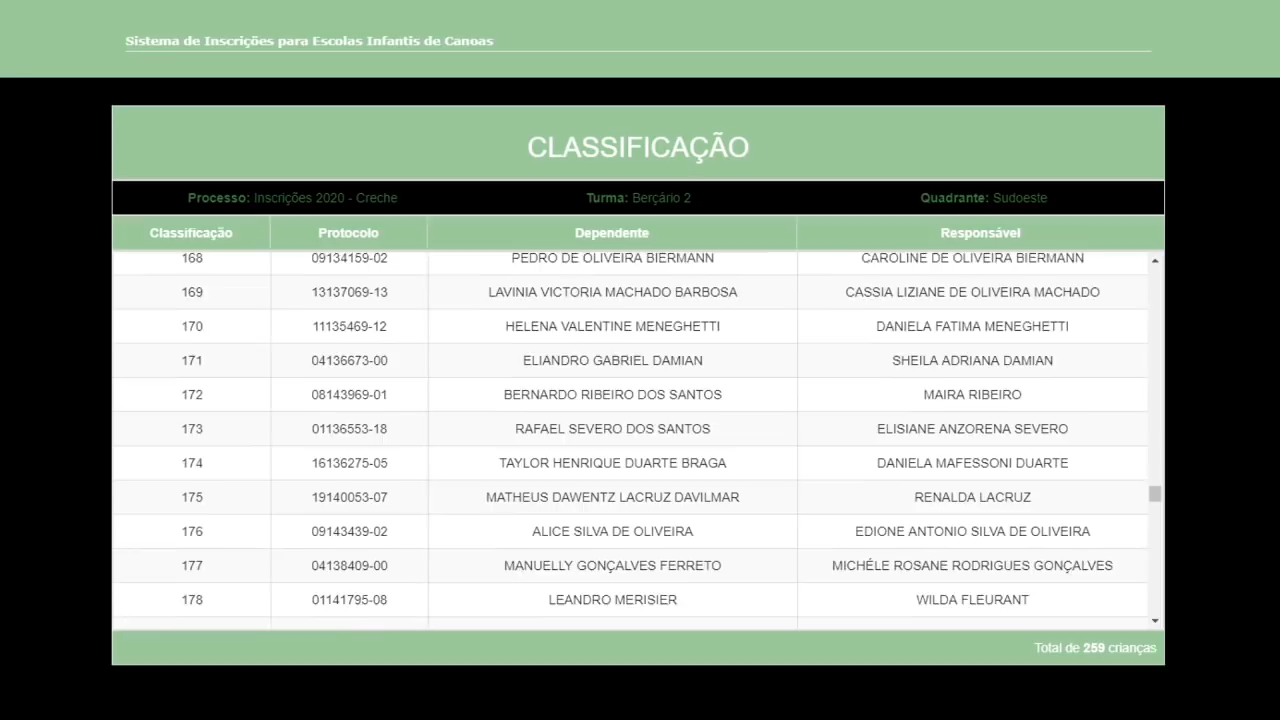 Sistema de Inscrições para Escolas Infantis de Canoas
CLASSIFICAÇÃO
Processo: Inscrições 2020 - Creche Turma: Berçário 2 Quadrante: Sudoeste
Classificação Protocolo Dependente Responsável
168 09134159-02 PEDRO DE OLIVEIRA BIERMANN CAROLINE DE OLIVEIRA BIERMANN
169 13137069-13 LAVINIA VICTORIA MACHADO BARBOSA CASSIA LIZIANE DE OLIVEIRA MACHADO
170 11135469-12 HELENA VALENTINE MENEGHETTI DANIELA FATIMA MENEGHETTI
171 04136673-00 ELIANDRO GABRIEL DAMIAN SHEILA ADRIANA DAMIAN
172 08143969-01 BERNARDO RIBEIRO DOS SANTOS MAIRA RIBEIRO
173 01136553-18 RAFAEL SEVERO DOS SANTOS ELISIANE ANZORENA SEVERO
174 16136275-05 TAYLOR HENRIQUE DUARTE BRAGA DANIELA MAFESSONI DUARTE
175 19140053-07 MATHEUS DAWENTZ LACRUZ DAVILMAR RENALDA LACRUZ
176 09143439-02 ALICE SILVA DE OLIVEIRA EDIONE ANTONIO SILVA DE OLIVEIRA
177 04138409-00 MANUELLY GONÇALVES FERRETO MICHÉLE ROSANE RODRIGUES GONÇALVES
178 01141795-08 LEANDRO MERISIER WILDA FLEURANT
Total de 259 crianças